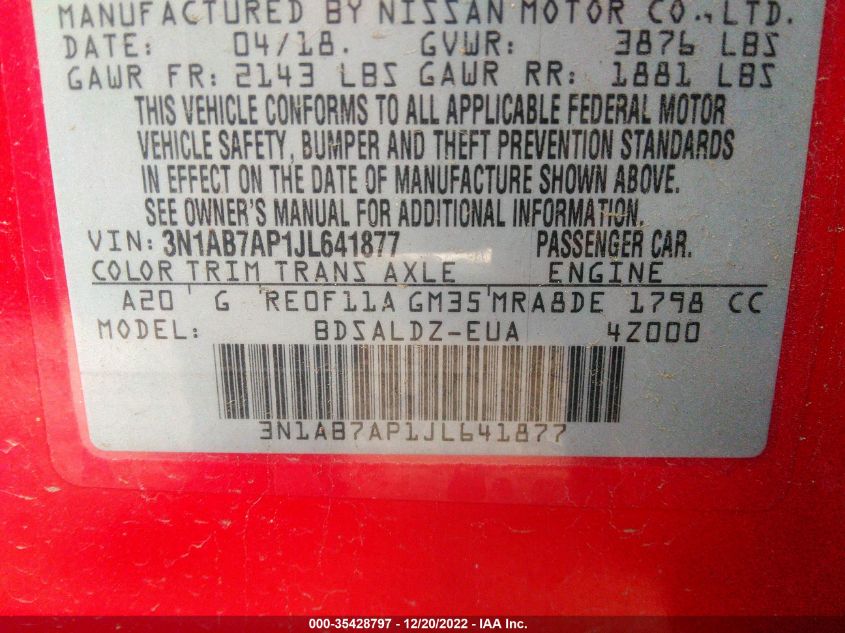 MANUFACTURED BY NISSAN MOTOR CO., LTD.
DATE: 04/18. GVWR: 3876 LBS
GAWR FR: 2143 LBS GAWR RR: 1881 LBS
THIS VEHICLE CONFORMS TO ALL APPLICABLE FEDERAL MOTOR
VEHICLE SAFETY, BUMPER AND THEFT PREVENTION STANDARDS
IN EFFECT ON THE DATE OF MANUFACTURE SHOWN ABOVE.
SEE OWNER'S MANUAL FOR ADDITIONAL INFORMATION.
VIN: 3N1AB7AP1JL641877 PASSENGER CAR.
COLOR TRIM TRANS AXLE ENGINE
A20 G RE0F11A GM35 MRA8DE 1798 CC
MODEL: BDSALDZ-EUA 4Z000
3N1AB7AP1JL641877
000-35428797 - 12/20/2022 - IAA Inc.